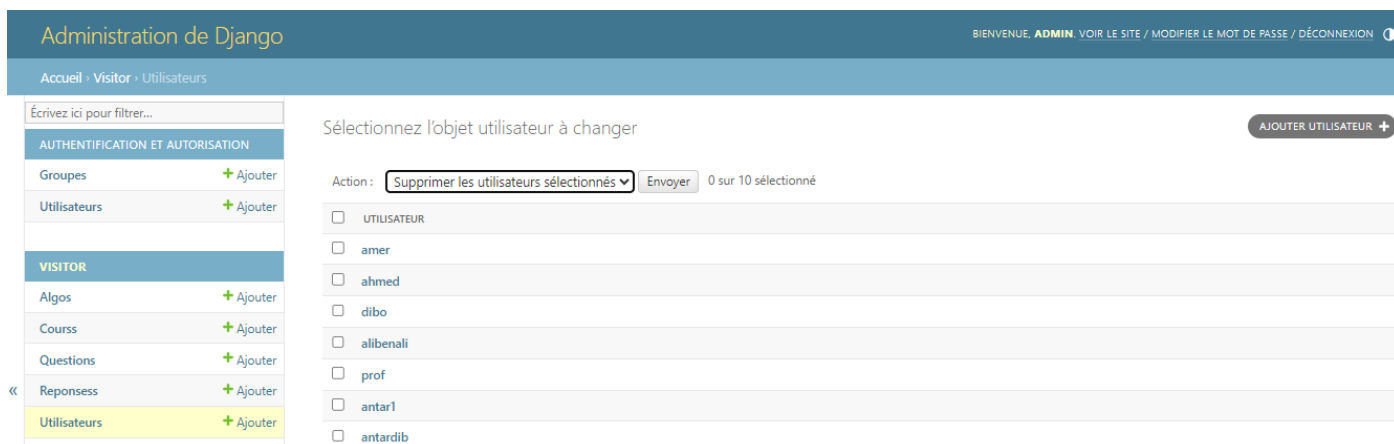 Administration de Django
BIENVENUE, ADMIN. VOIR LE SITE / MODIFIER LE MOT DE PASSE / DÉCONNEXION
Accueil › Visitor › Utilisateurs
Écrivez ici pour filtrer...
AUTHENTIFICATION ET AUTORISATION
Groupes + Ajouter
Utilisateurs + Ajouter
VISITOR
Algos + Ajouter
Courss + Ajouter
Questions + Ajouter
« Reponsess + Ajouter
Utilisateurs + Ajouter
Sélectionnez l’objet utilisateur à changer
AJOUTER UTILISATEUR +
Action : Supprimer les utilisateurs sélectionnés Envoyer 0 sur 10 sélectionné
UTILISATEUR
amer
ahmed
dibo
alibenali
prof
antar1
antardib